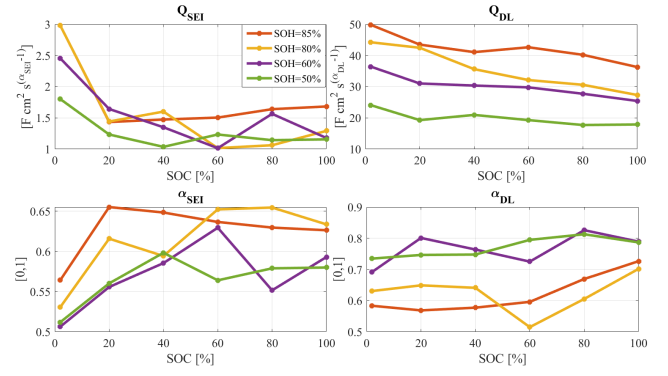 Q_SEI
[F cm² s^(α_SEI-1)]
3
2.5
2
1.5
1
0 20 40 60 80 100
SOC [%]
SOH=85%
SOH=80%
SOH=60%
SOH=50%
Q_DL
[F cm² s^(α_DL-1)]
50
40
30
20
10
0 20 40 60 80 100
SOC [%]
α_SEI
[0,1]
0.65
0.6
0.55
0.5
0 20 40 60 80 100
SOC [%]
α_DL
[0,1]
0.9
0.8
0.7
0.6
0.5
0 20 40 60 80 100
SOC [%]